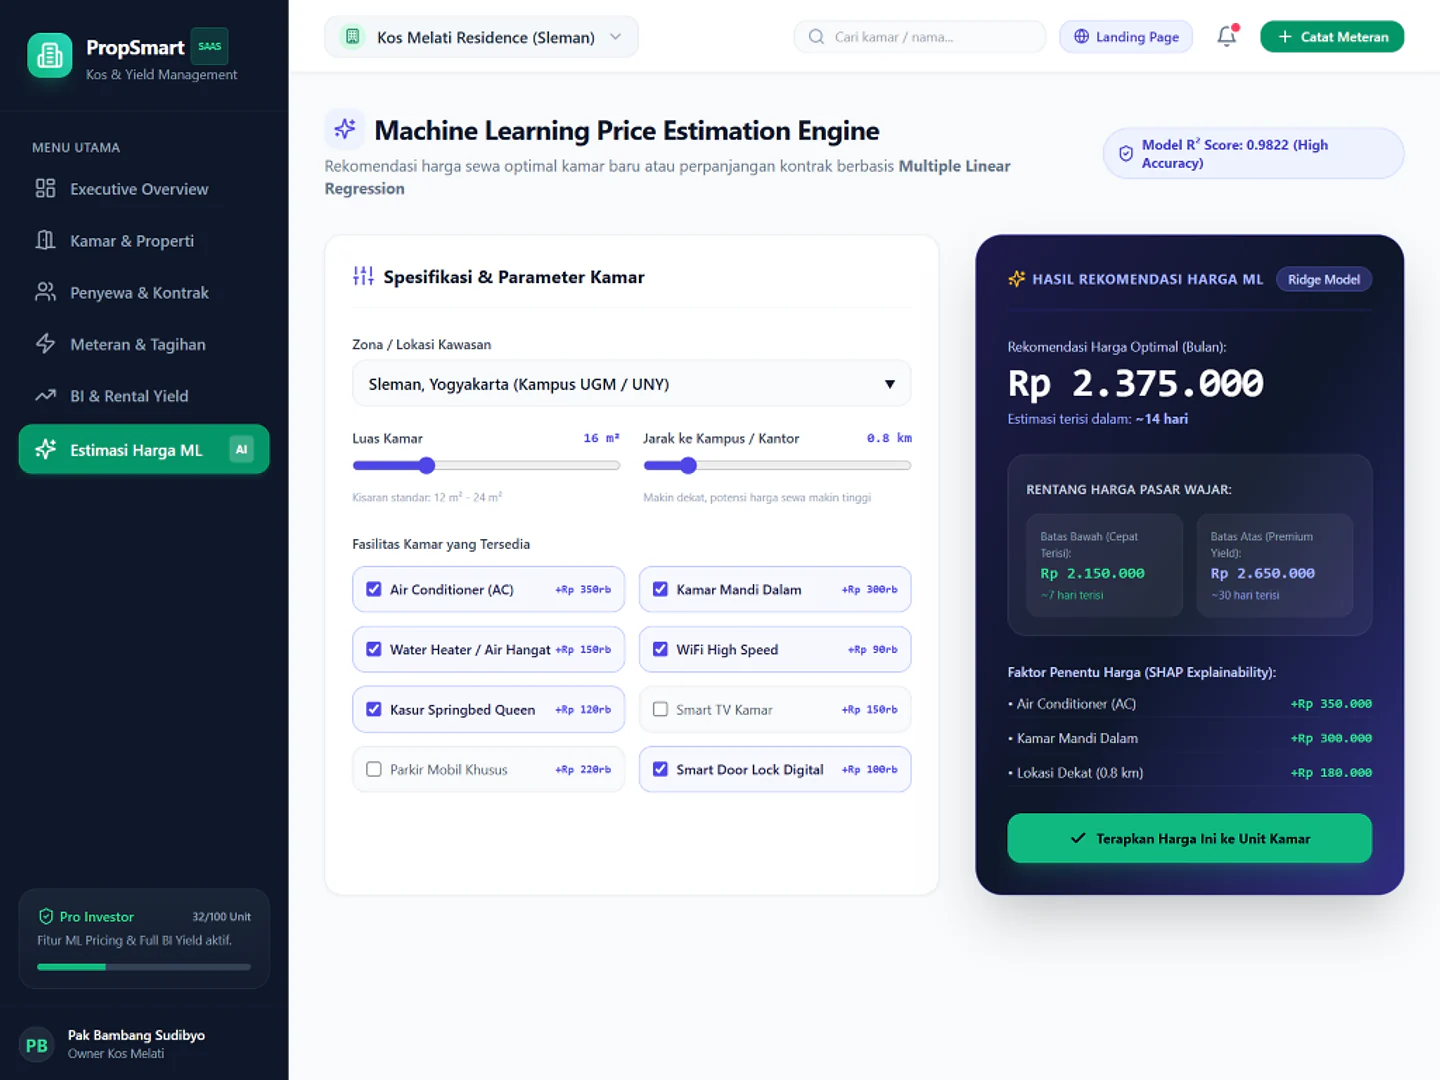 PropSmart SAAS
Kos & Yield Management
MENU UTAMA
Executive Overview
Kamar & Properti
Penyewa & Kontrak
Meteran & Tagihan
BI & Rental Yield
Estimasi Harga ML AI
Pro Investor 32/100 Unit
Fitur ML Pricing & Full BI Yield aktif.
PB
Pak Bambang Sudibyo
Owner Kos Melati
Kos Melati Residence (Sleman)
Cari kamar / nama...
Landing Page
Catat Meteran
Machine Learning Price Estimation Engine
Rekomendasi harga sewa optimal kamar baru atau perpanjangan kontrak berbasis Multiple Linear
Regression
Model R² Score: 0.9822 (High
Accuracy)
Spesifikasi & Parameter Kamar
Zona / Lokasi Kawasan
Sleman, Yogyakarta (Kampus UGM / UNY)
Luas Kamar 16 m²
Kisaran standar: 12 m² - 24 m²
Jarak ke Kampus / Kantor 0.8 km
Makin dekat, potensi harga sewa makin tinggi
Fasilitas Kamar yang Tersedia
Air Conditioner (AC) +Rp 350rb
Kamar Mandi Dalam +Rp 300rb
Water Heater / Air Hangat +Rp 150rb
WiFi High Speed +Rp 90rb
Kasur Springbed Queen +Rp 120rb
Smart TV Kamar +Rp 150rb
Parkir Mobil Khusus +Rp 220rb
Smart Door Lock Digital +Rp 100rb
HASIL REKOMENDASI HARGA ML Ridge Model
Rekomendasi Harga Optimal (Bulan):
Rp 2.375.000
Estimasi terisi dalam: ~14 hari
RENTANG HARGA PASAR WAJAR:
Batas Bawah (Cepat
Terisi):
Rp 2.150.000
~7 hari terisi
Batas Atas (Premium
Yield):
Rp 2.650.000
~30 hari terisi
Faktor Penentu Harga (SHAP Explainability):
• Air Conditioner (AC) +Rp 350.000
• Kamar Mandi Dalam +Rp 300.000
• Lokasi Dekat (0.8 km) +Rp 180.000
Terapkan Harga Ini ke Unit Kamar